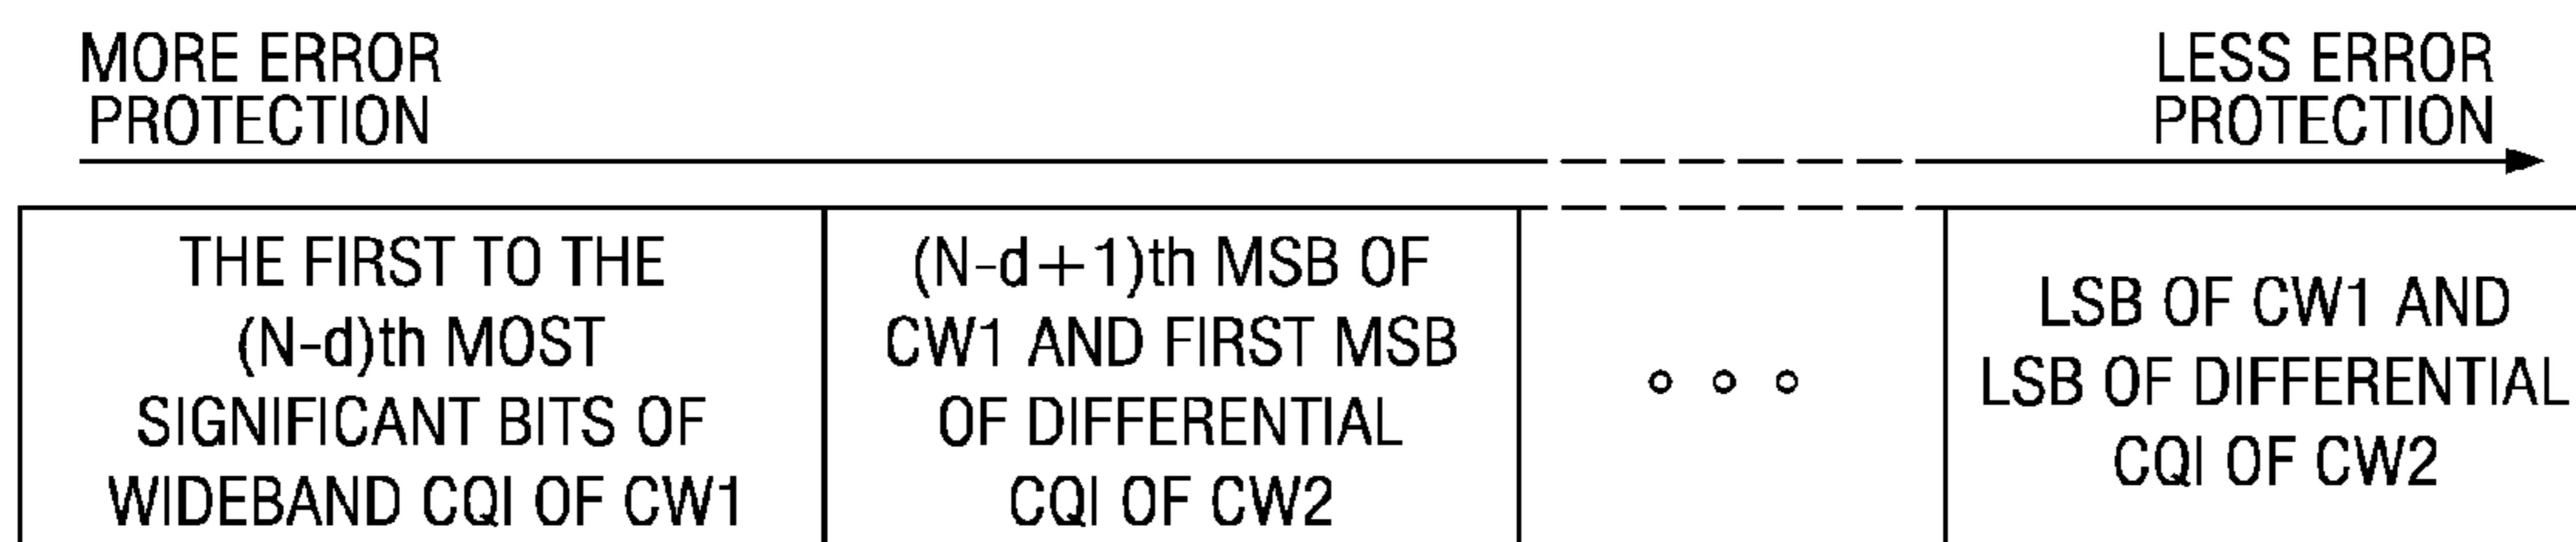 MORE ERROR
PROTECTION
LESS ERROR
PROTECTION
THE FIRST TO THE
(N-d)th MOST
SIGNIFICANT BITS OF
WIDEBAND CQI OF CW1
(N-d+1)th MSB OF
CW1 AND FIRST MSB
OF DIFFERENTIAL
CQI OF CW2
LSB OF CW1 AND
LSB OF DIFFERENTIAL
CQI OF CW2